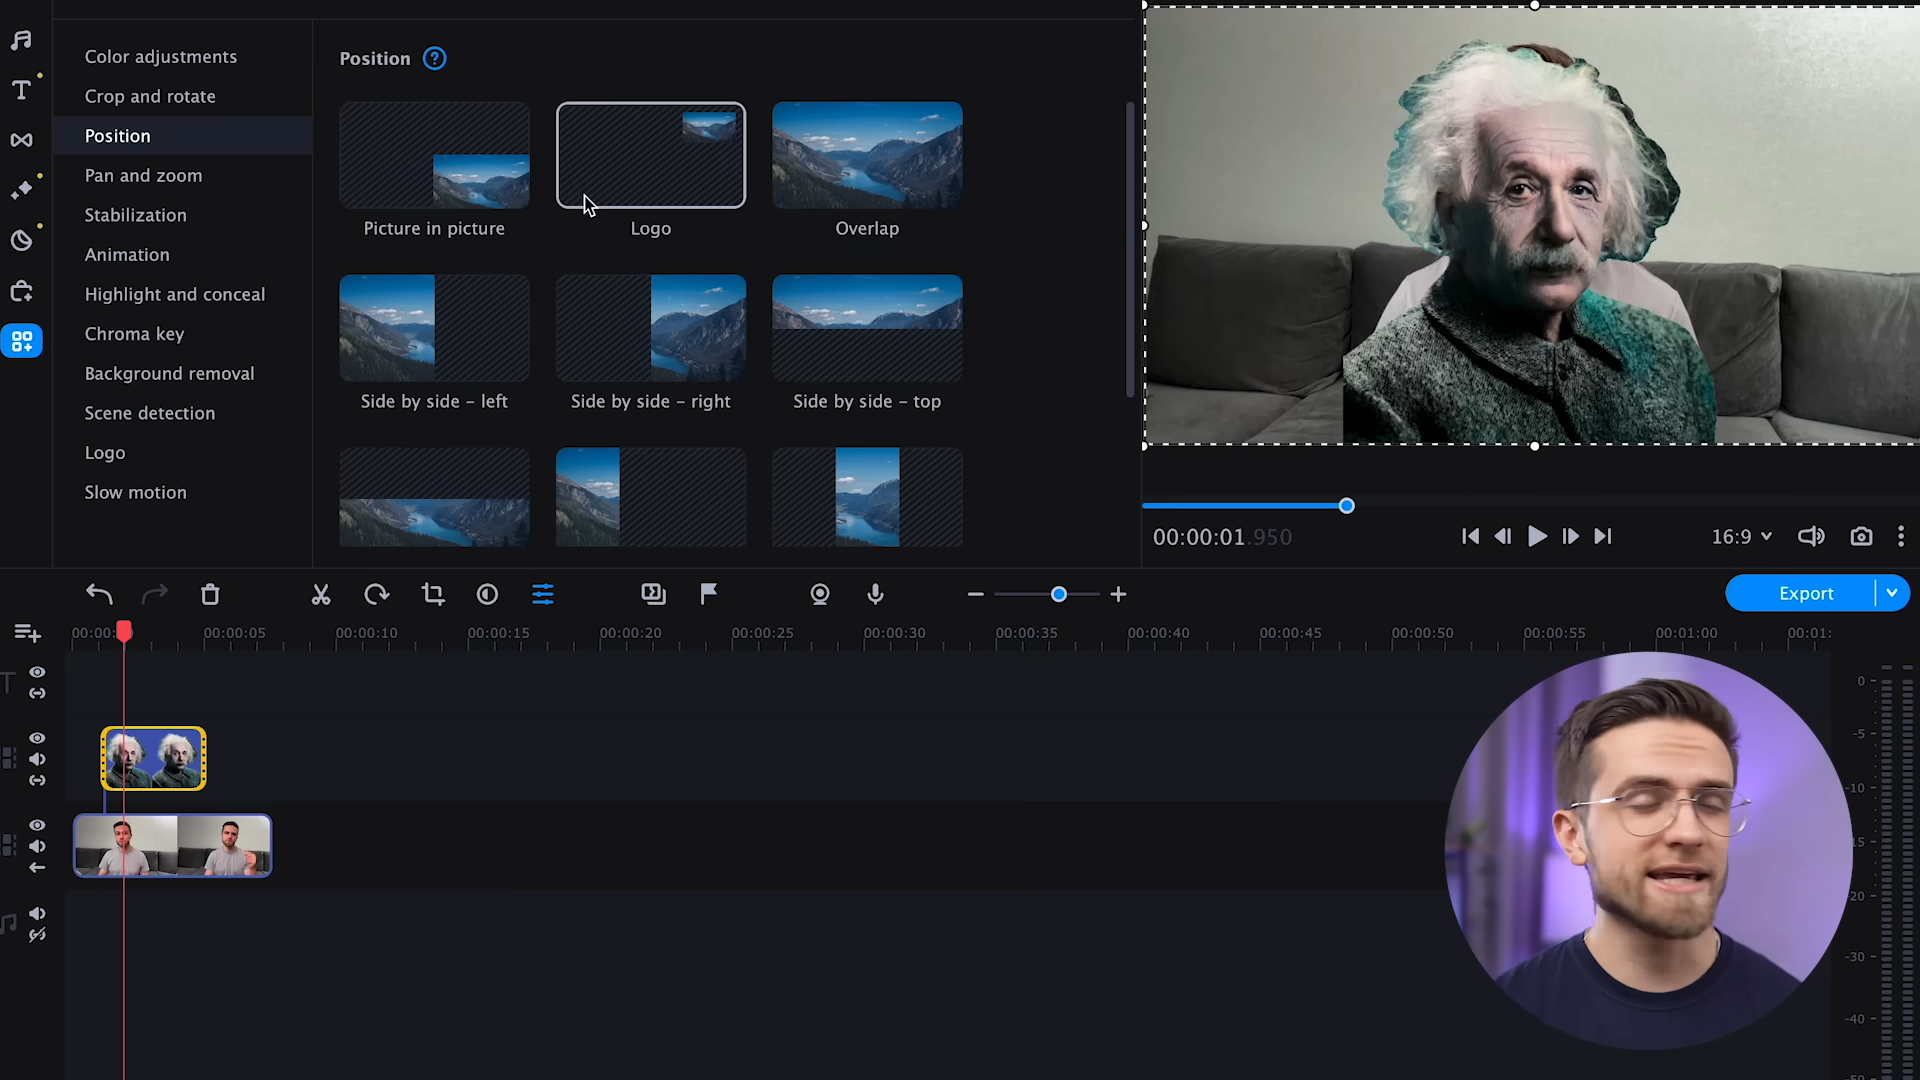 Color adjustments
Crop and rotate
Position
Pan and zoom
Stabilization
Animation
Highlight and conceal
Chroma key
Background removal
Scene detection
Logo
Slow motion
Position ?
Picture in picture
Logo
Overlap
Side by side – left
Side by side – right
Side by side – top
00:00:01.950
16:9
Export
00:00:05 00:00:10 00:00:15 00:00:20 00:00:25 00:00:30 00:00:35 00:00:40 00:00:45 00:00:50 00:00:55 00:01:00
0
-5
-10
-30
-40